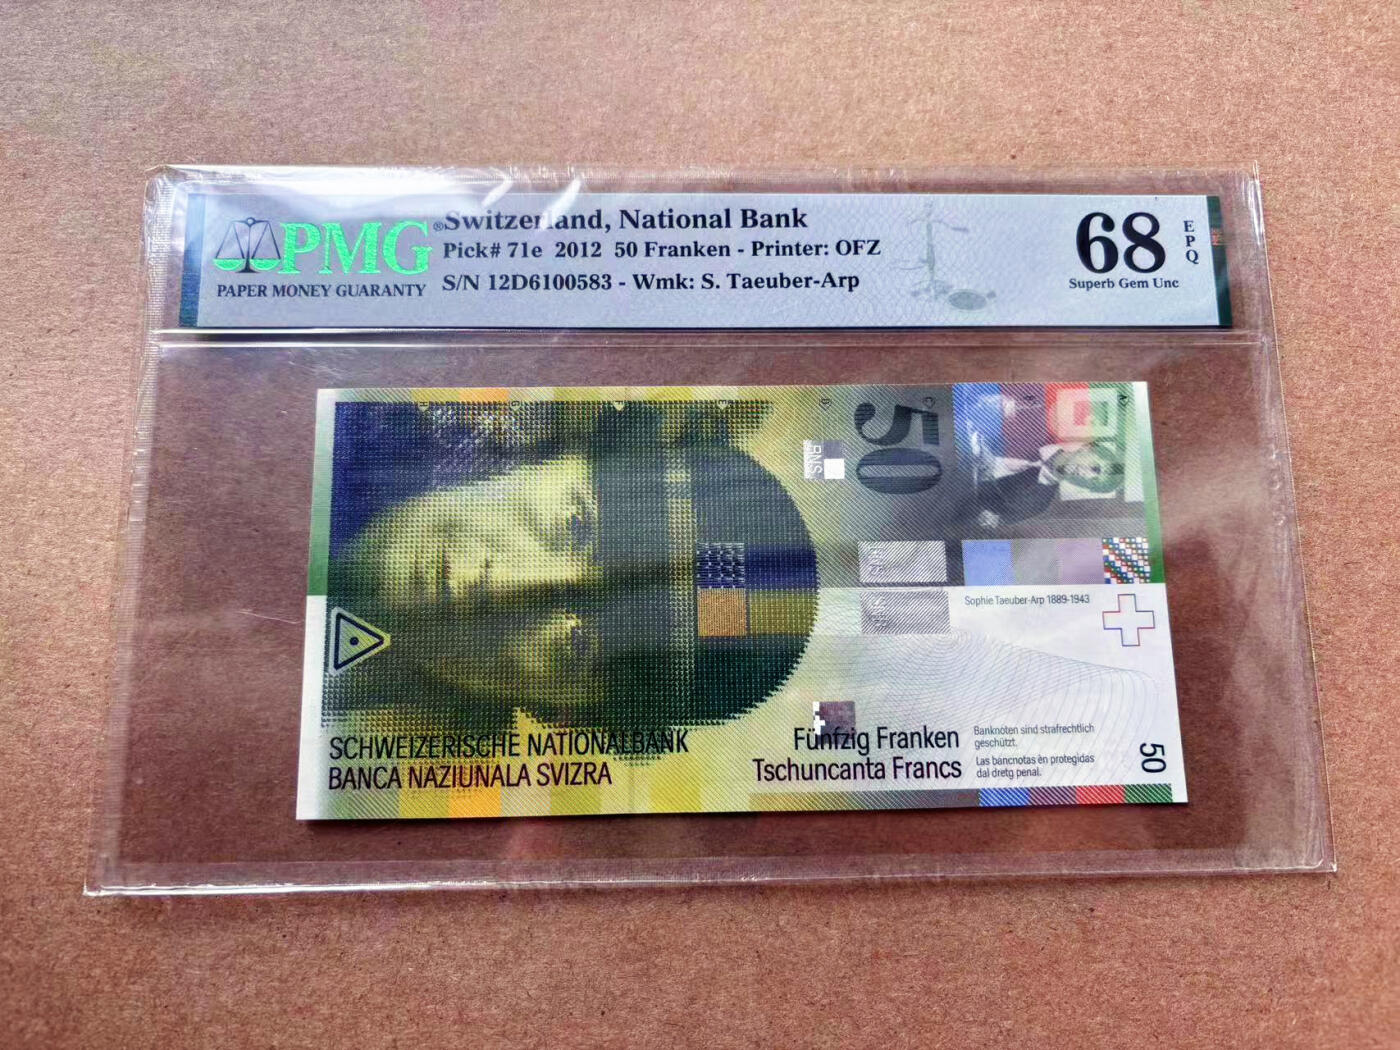 PMG
®
PAPER MONEY GUARANTY
Switzerland, National Bank
Pick# 71e 2012 50 Franken - Printer: OFZ
S/N 12D6100583 - Wmk: S. Taeuber-Arp
68
EPQ
Superb Gem Unc
H
G
F
E
D
C
B
A
50
BNS
Sophie Taeuber-Arp 1889-1943
SCHWEIZERISCHE NATIONALBANK
BANCA NAZIUNALA SVIZRA
Fünfzig Franken
Tschuncanta Francs
Banknoten sind strafrechtlich
geschützt.
Las bancnotas èn protegidas
dal dretg penal.
50